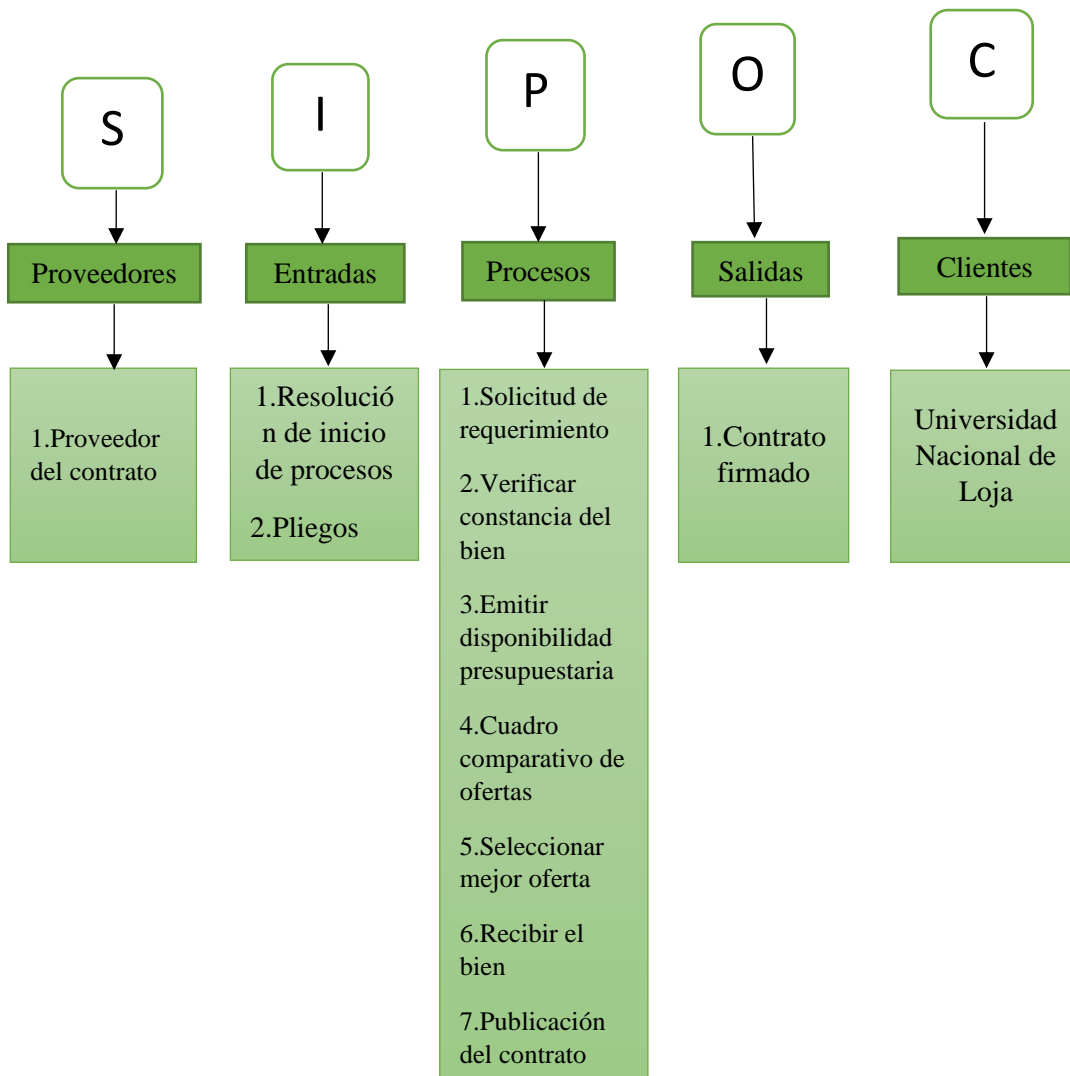 S
I
P
O
C
Proveedores
Entradas
Procesos
Salidas
Clientes
1.Proveedor
del contrato
1.Resolució
n de inicio
de procesos
2.Pliegos
1.Solicitud de
requerimiento
2.Verificar
constancia del
bien
3.Emitir
disponibilidad
presupuestaria
4.Cuadro
comparativo de
ofertas
5.Seleccionar
mejor oferta
6.Recibir el
bien
7.Publicación
del contrato
1.Contrato
firmado
Universidad
Nacional de
Loja